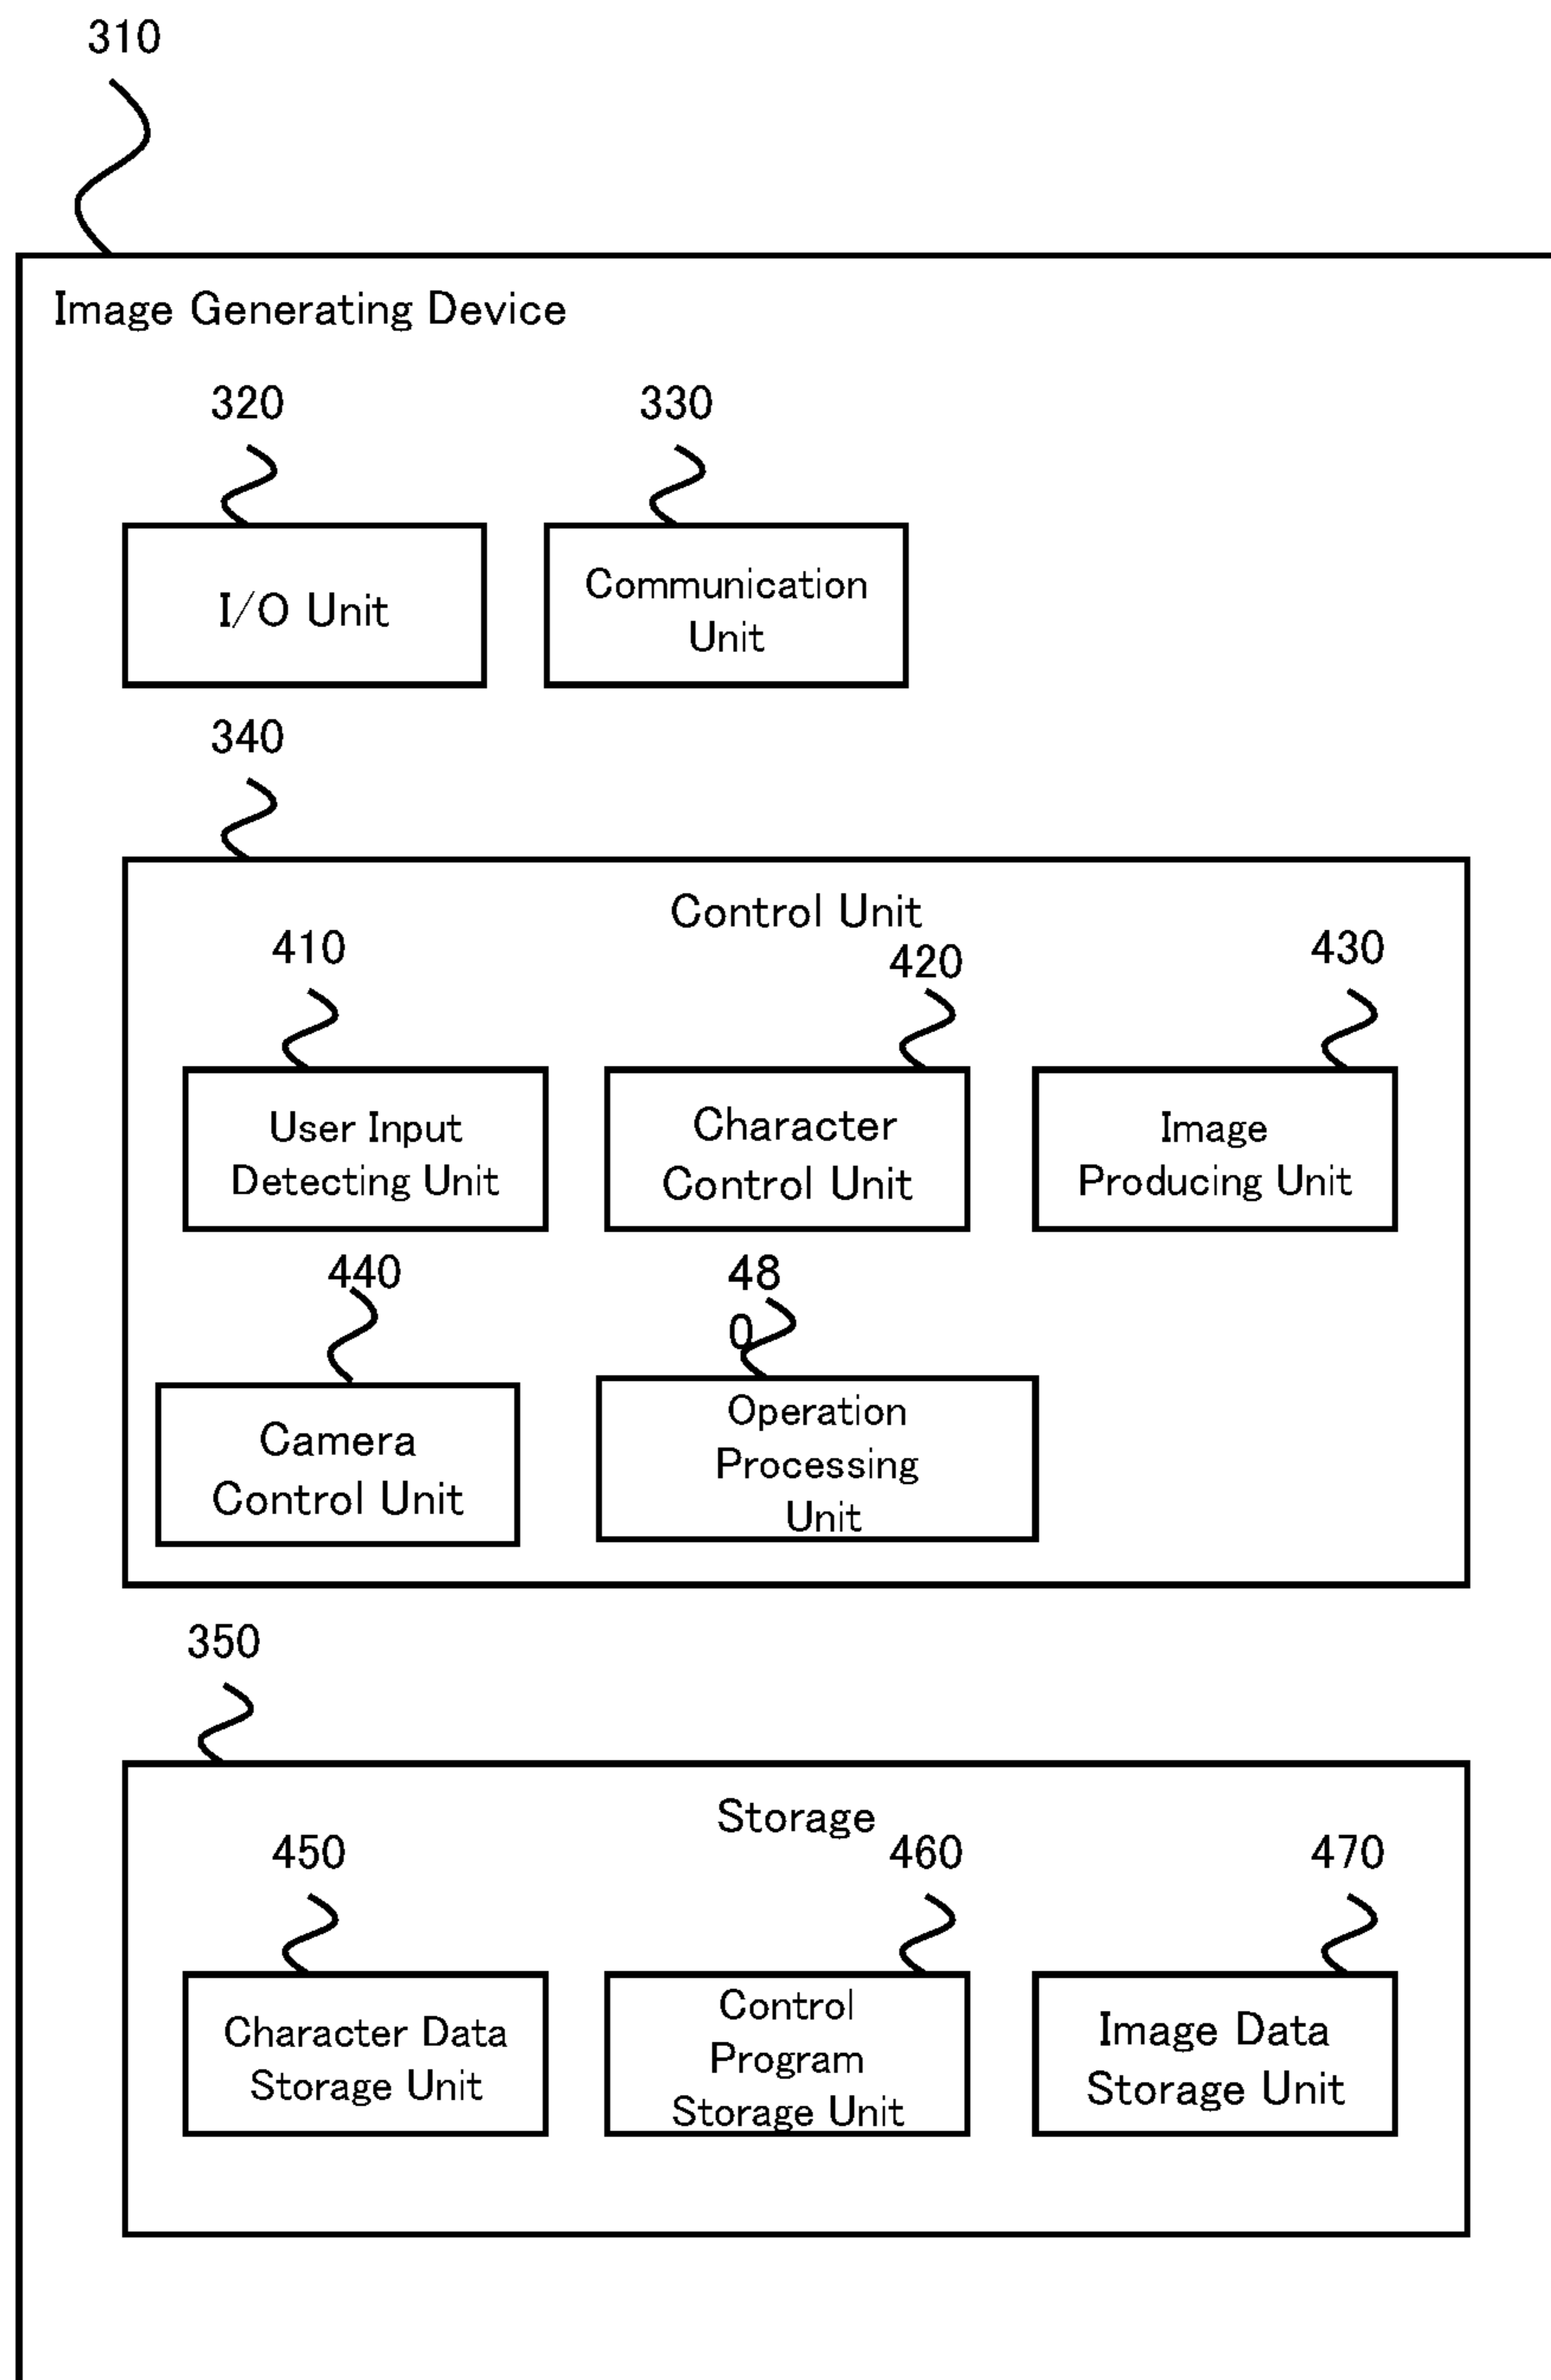 310
Image Generating Device
320
330
I/O Unit
Communication
Unit
340
Control Unit
410
420
430
User Input
Detecting Unit
Character
Control Unit
Image
Producing Unit
440
48
0
Camera
Control Unit
Operation
Processing
Unit
350
Storage
450
460
470
Character Data
Storage Unit
Control
Program
Storage Unit
Image Data
Storage Unit